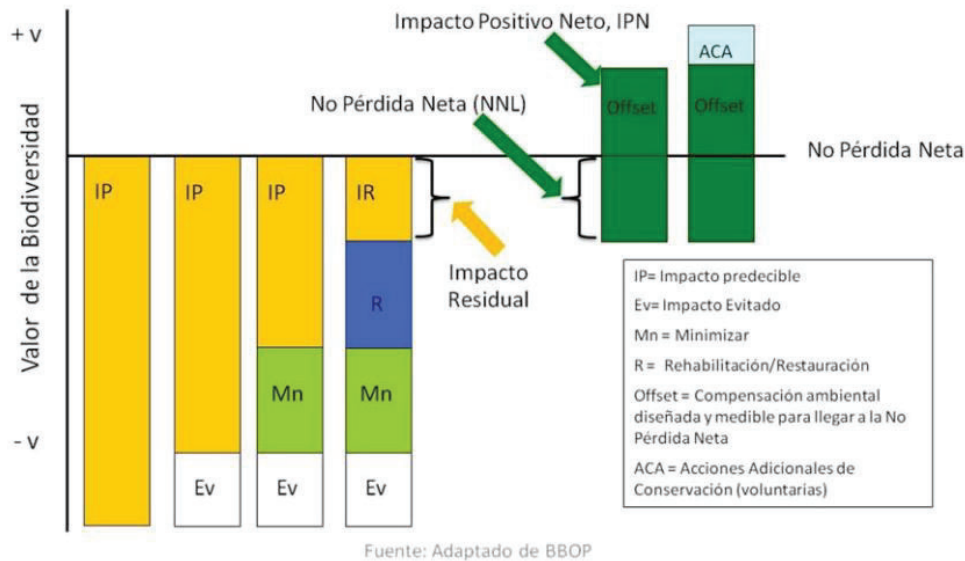 + v
Impacto Positivo Neto, IPN
ACA
No Pérdida Neta (NNL)
Offset
Offset
Valor de la Biodiversidad
No Pérdida Neta
IP
IP
IP
IR
Impacto
Residual
R
Mn
Mn
- v
Ev
Ev
Ev
IP= Impacto predecible
Ev= Impacto Evitado
Mn = Minimizar
R = Rehabilitación/Restauración
Offset = Compensación ambiental
diseñada y medible para llegar a la No
Pérdida Neta
ACA = Acciones Adicionales de
Conservación (voluntarias)
Fuente: Adaptado de BBOP